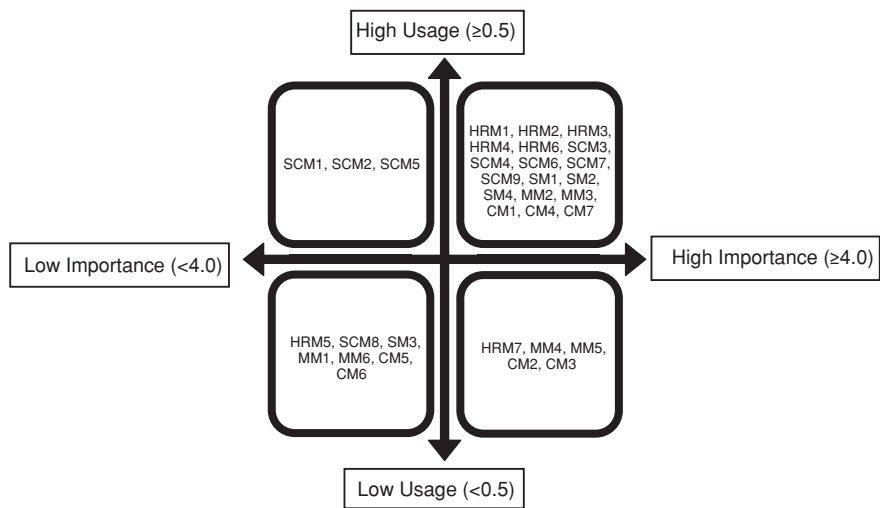 High Usage (≥0.5)
SCM1, SCM2, SCM5
HRM1, HRM2, HRM3,
HRM4, HRM6, SCM3,
SCM4, SCM6, SCM7,
SCM9, SM1, SM2,
SM4, MM2, MM3,
CM1, CM4, CM7
Low Importance (<4.0)
High Importance (≥4.0)
HRM5, SCM8, SM3,
MM1, MM6, CM5,
CM6
HRM7, MM4, MM5,
CM2, CM3
Low Usage (<0.5)